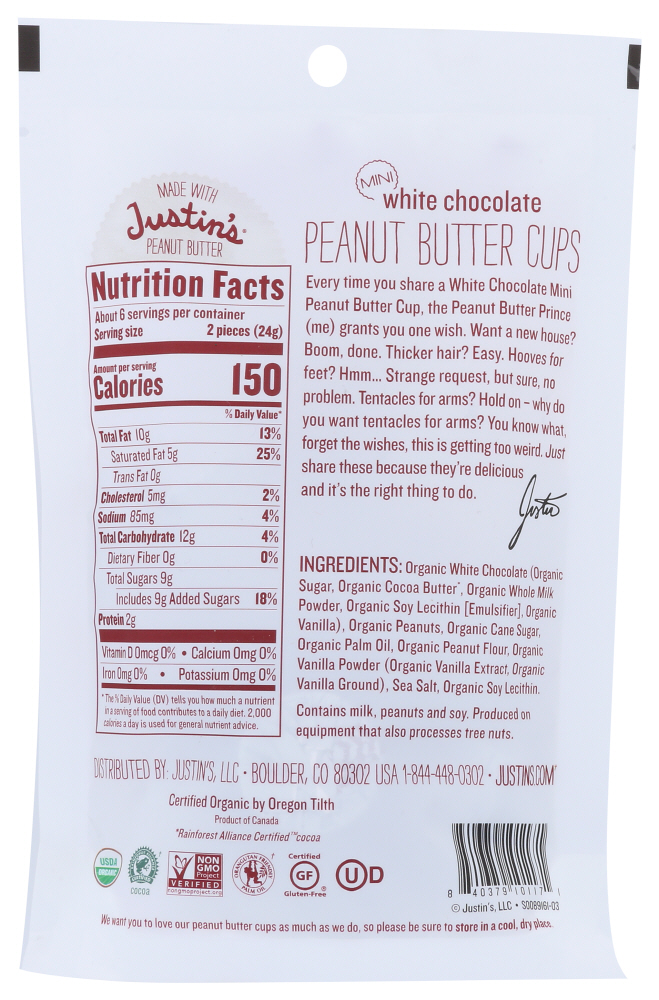 MADE WITH
Justin's®
PEANUT BUTTER
Nutrition Facts
About 6 servings per container
Serving size 2 pieces (24g)
Amount per serving
Calories 150
% Daily Value*
Total Fat 10g 13%
Saturated Fat 5g 25%
Trans Fat 0g
Cholesterol 5mg 2%
Sodium 85mg 4%
Total Carbohydrate 12g 4%
Dietary Fiber 0g 0%
Total Sugars 9g
Includes 9g Added Sugars 18%
Protein 2g
Vitamin D 0mcg 0% • Calcium 0mg 0%
Iron 0mg 0% • Potassium 0mg 0%
*The % Daily Value (DV) tells you how much a nutrient
in a serving of food contributes to a daily diet. 2,000
calories a day is used for general nutrient advice.
MINI
white chocolate
PEANUT BUTTER CUPS
Every time you share a White Chocolate Mini
Peanut Butter Cup, the Peanut Butter Prince
(me) grants you one wish. Want a new house?
Boom, done. Thicker hair? Easy. Hooves for
feet? Hmm... Strange request, but sure, no
problem. Tentacles for arms? Hold on – why do
you want tentacles for arms? You know what,
forget the wishes, this is getting too weird. Just
share these because they're delicious
and it's the right thing to do.
Justin
INGREDIENTS: Organic White Chocolate (Organic
Sugar, Organic Cocoa Butter*, Organic Whole Milk
Powder, Organic Soy Lecithin [Emulsifier], Organic
Vanilla), Organic Peanuts, Organic Cane Sugar,
Organic Palm Oil, Organic Peanut Flour, Organic
Vanilla Powder (Organic Vanilla Extract, Organic
Vanilla Ground), Sea Salt, Organic Soy Lecithin.
Contains milk, peanuts and soy. Produced on
equipment that also processes tree nuts.
DISTRIBUTED BY: JUSTIN'S, LLC • BOULDER, CO 80302 USA 1-844-448-0302 • JUSTINS.COM
Certified Organic by Oregon Tilth
Product of Canada
*Rainforest Alliance Certified™ cocoa
USDA
ORGANIC
cocoa
NON
GMO
Project
VERIFIED
nongmoproject.org
ORANGUTAN FRIENDLY
PALM OIL
Certified
GF
Gluten-Free®
U D
8 40379 10117 1
© Justin's, LLC • S0089161-03
We want you to love our peanut butter cups as much as we do, so please be sure to store in a cool, dry place.